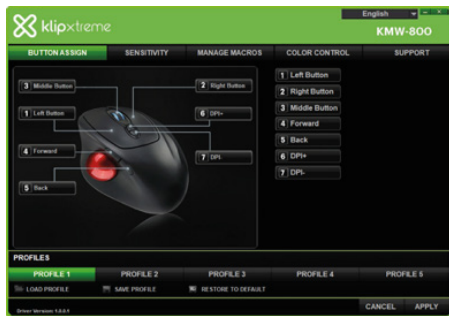 English
klipxtreme
KMW-800
BUTTON ASSIGN SENSITIVITY MANAGE MACROS COLOR CONTROL SUPPORT
3 Middle Button
2 Right Button
1 Left Button
6 DPI+
4 Forward
7 DPI-
5 Back
1 Left Button
2 Right Button
3 Middle Button
4 Forward
5 Back
6 DPI+
7 DPI-
PROFILES
PROFILE 1 PROFILE 2 PROFILE 3 PROFILE 4 PROFILE 5
LOAD PROFILE SAVE PROFILE RESTORE TO DEFAULT
CANCEL APPLY